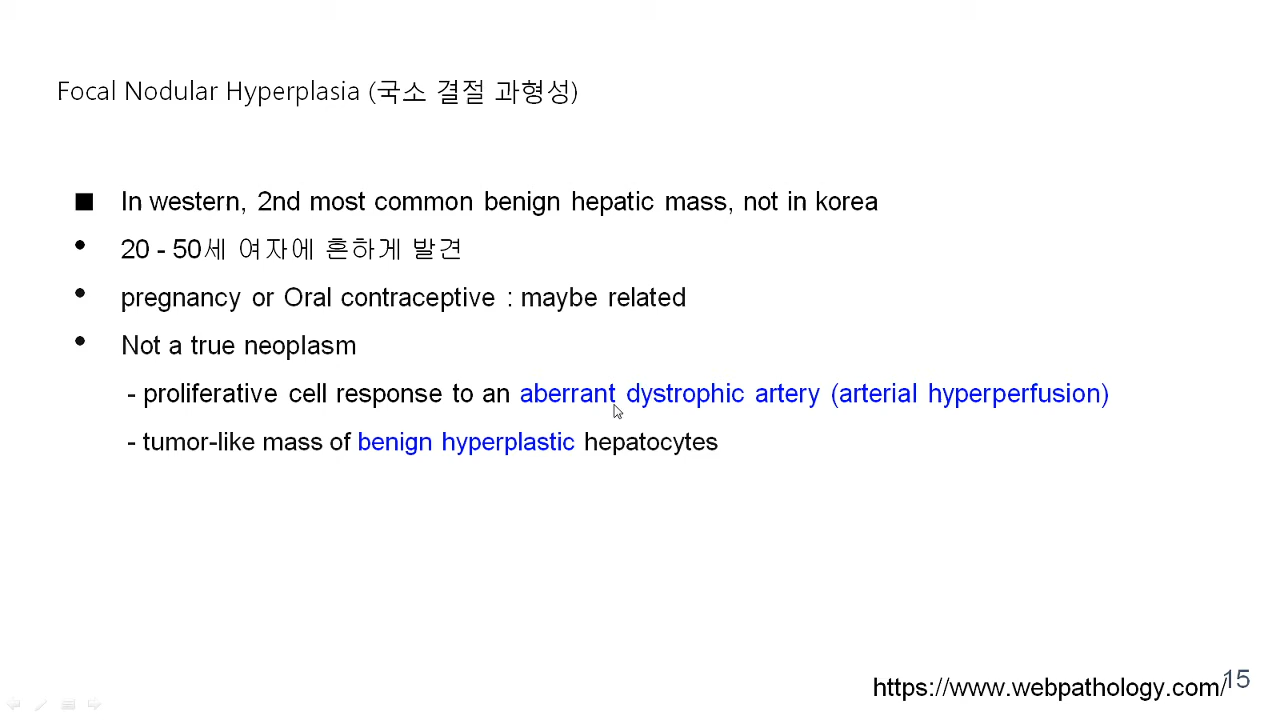 Focal Nodular Hyperplasia (국소 결절 과형성)
■ In western, 2nd most common benign hepatic mass, not in korea
• 20 - 50세 여자에 흔하게 발견
• pregnancy or Oral contraceptive : maybe related
• Not a true neoplasm
- proliferative cell response to an aberrant dystrophic artery (arterial hyperperfusion)
- tumor-like mass of benign hyperplastic hepatocytes
https://www.webpathology.com/
15